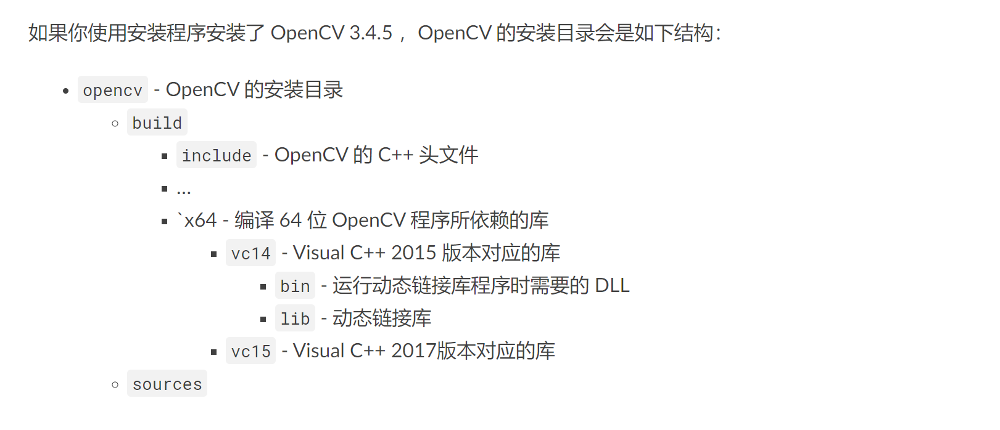 如果你使用安装程序安装了 OpenCV 3.4.5 ，OpenCV 的安装目录会是如下结构：
opencv - OpenCV 的安装目录
build
include - OpenCV 的 C++ 头文件
...
`x64 - 编译 64 位 OpenCV 程序所依赖的库
vc14 - Visual C++ 2015 版本对应的库
bin - 运行动态链接库程序时需要的 DLL
lib - 动态链接库
vc15 - Visual C++ 2017版本对应的库
sources